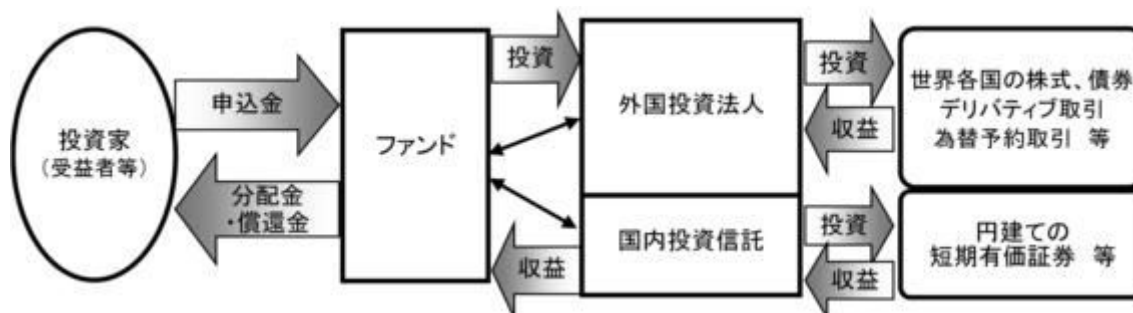 投資家
(受益者等)
申込金
分配金
・償還金
ファンド
投資
収益
外国投資法人
国内投資信託
投資
収益
世界各国の株式、債券
デリバティブ取引
為替予約取引 等
投資
収益
円建ての
短期有価証券 等